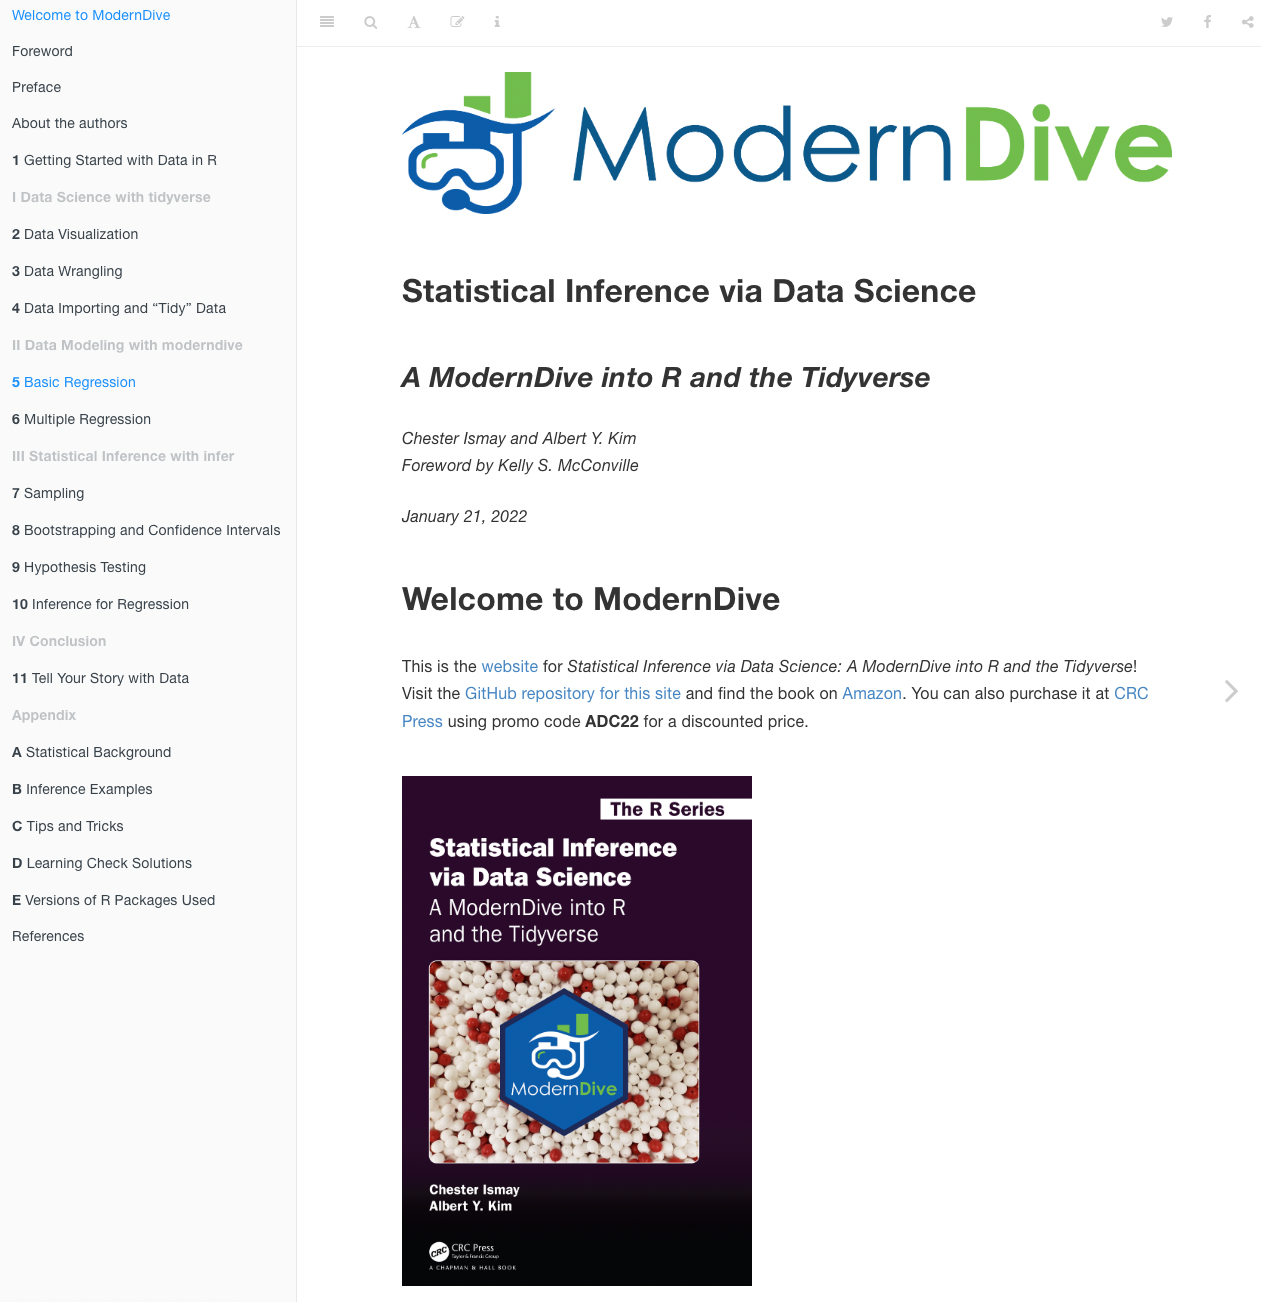 Welcome to ModernDive
Foreword
Preface
About the authors
1 Getting Started with Data in R
I Data Science with tidyverse
2 Data Visualization
3 Data Wrangling
4 Data Importing and “Tidy” Data
II Data Modeling with moderndive
5 Basic Regression
6 Multiple Regression
III Statistical Inference with infer
7 Sampling
8 Bootstrapping and Confidence Intervals
9 Hypothesis Testing
10 Inference for Regression
IV Conclusion
11 Tell Your Story with Data
Appendix
A Statistical Background
B Inference Examples
C Tips and Tricks
D Learning Check Solutions
E Versions of R Packages Used
References
ModernDive
Statistical Inference via Data Science
A ModernDive into R and the Tidyverse
Chester Ismay and Albert Y. Kim
Foreword by Kelly S. McConville
January 21, 2022
Welcome to ModernDive
This is the website for Statistical Inference via Data Science: A ModernDive into R and the Tidyverse!
Visit the GitHub repository for this site and find the book on Amazon. You can also purchase it at CRC
Press using promo code ADC22 for a discounted price.
The R Series
Statistical Inference
via Data Science
A ModernDive into R
and the Tidyverse
ModernDive
Chester Ismay
Albert Y. Kim
CRC
CRC Press
Taylor & Francis Group
A CHAPMAN & HALL BOOK